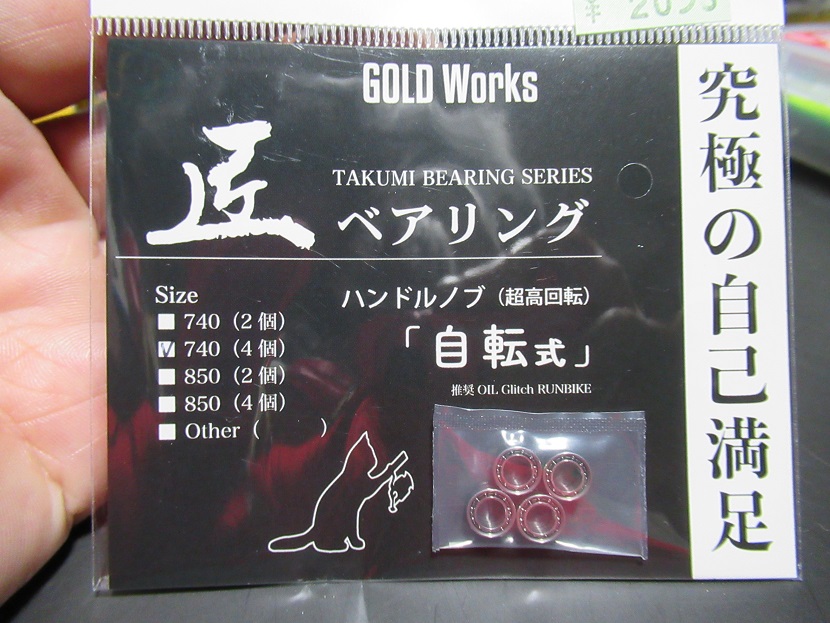 GOLD Works
匠
TAKUMI BEARING SERIES
ベアリング
Size
740（2個）
740（4個）
850（2個）
850（4個）
Other（　　　）
ハンドルノブ（超高回転）
「自転式」
推奨 OIL Glitch RUNBIKE
究極の自己満足